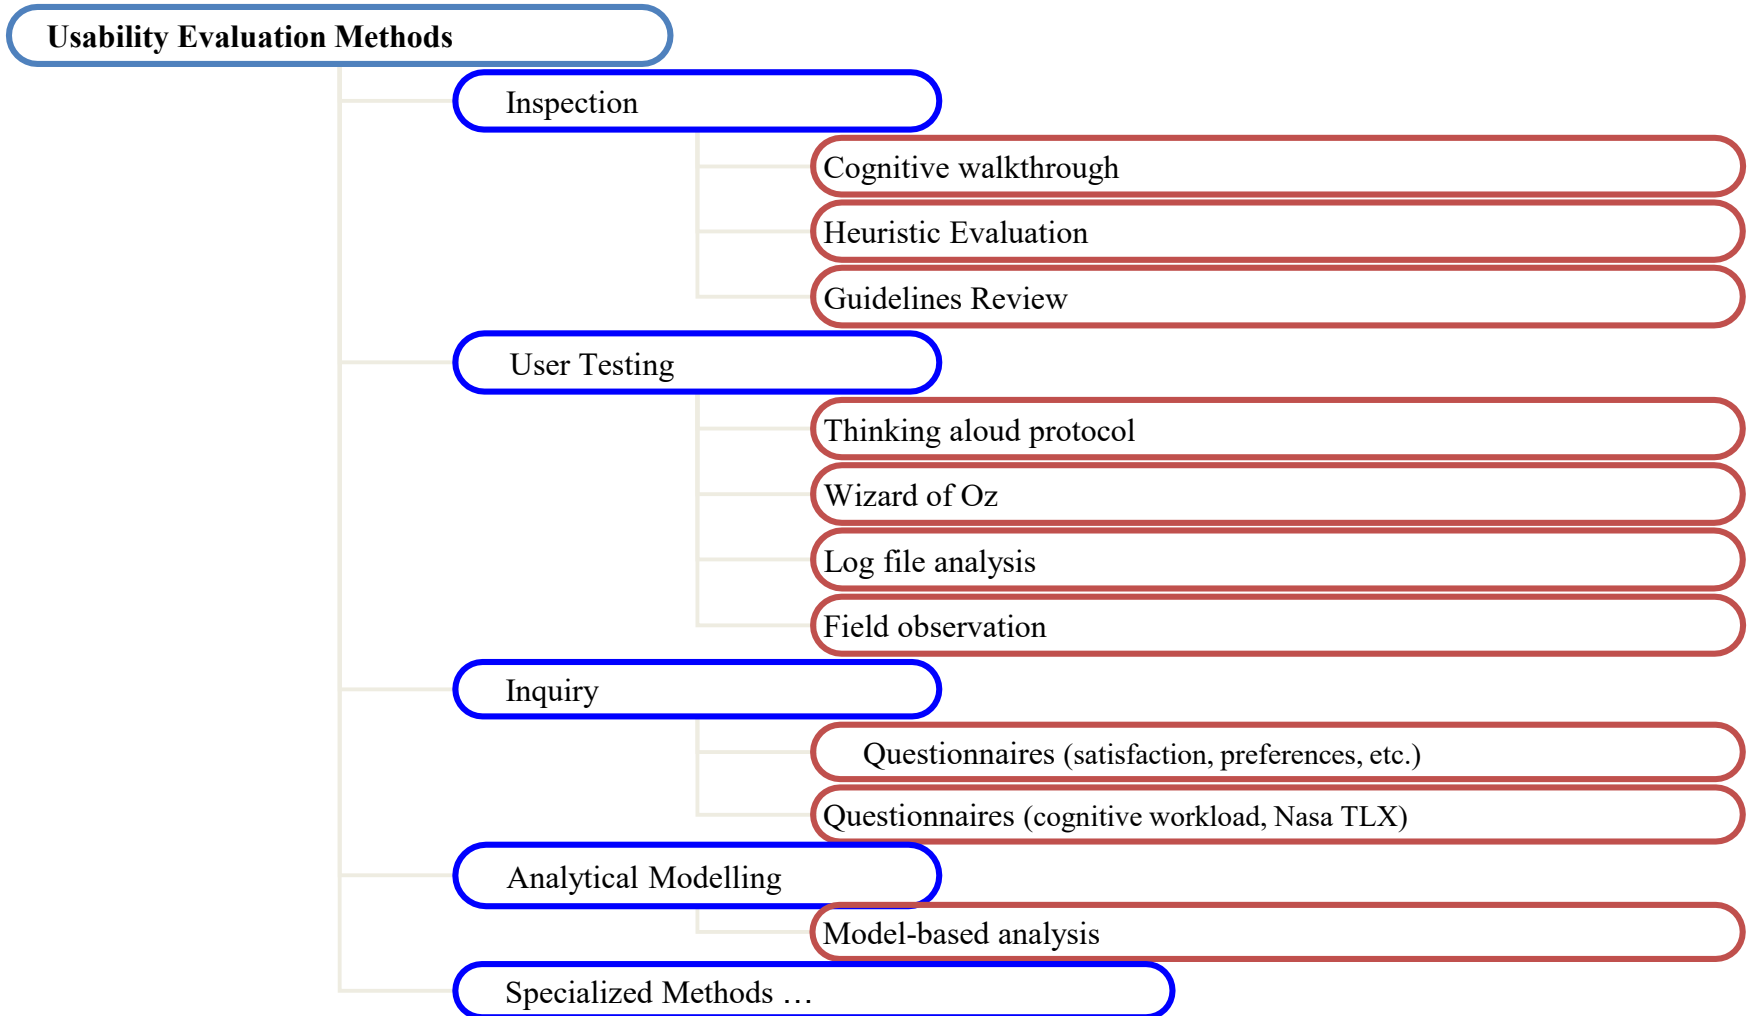 Usability Evaluation Methods
Inspection
Cognitive walkthrough
Heuristic Evaluation
Guidelines Review
User Testing
Thinking aloud protocol
Wizard of Oz
Log file analysis
Field observation
Inquiry
Questionnaires (satisfaction, preferences, etc.)
Questionnaires (cognitive workload, Nasa TLX)
Analytical Modelling
Model-based analysis
Specialized Methods …